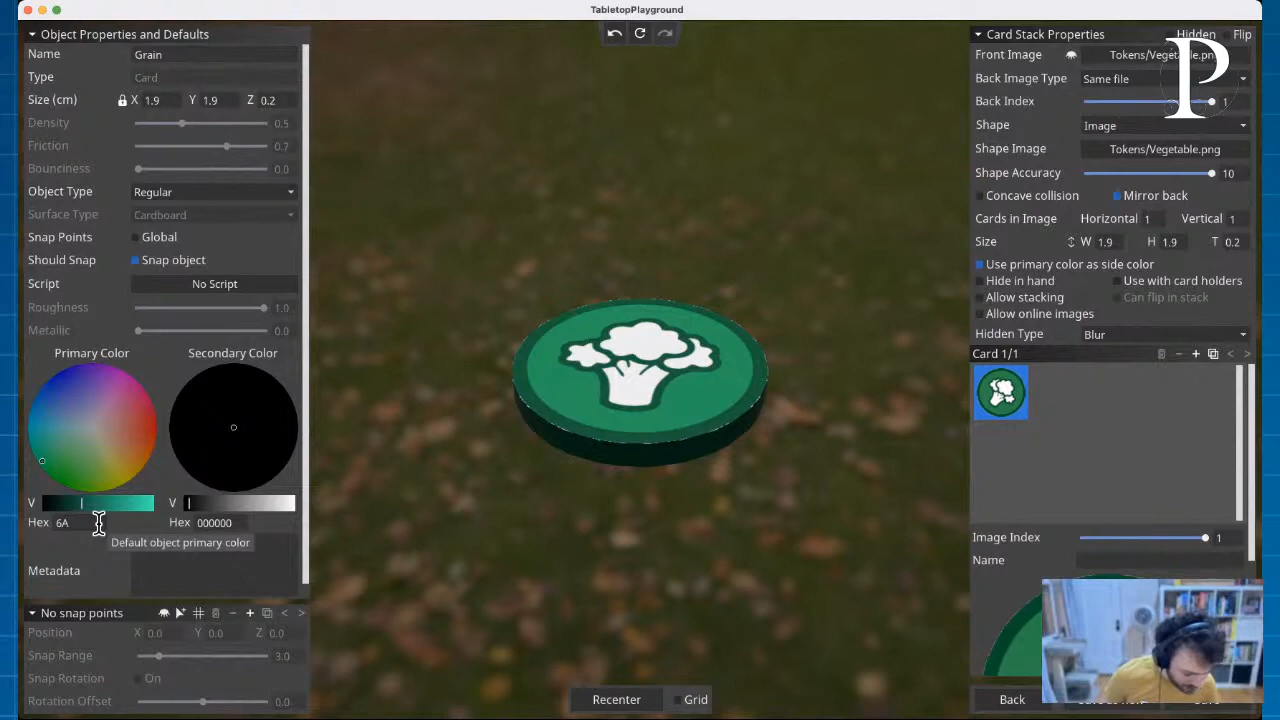 TabletopPlayground
Object Properties and Defaults
Name Grain
Type Card
Size (cm) X 1.9 Y 1.9 Z 0.2
Density 0.5
Friction 0.7
Bounciness 0.0
Object Type Regular
Surface Type Cardboard
Snap Points Global
Should Snap Snap object
Script No Script
Roughness 1.0
Metallic 0.0
Primary Color Secondary Color
V V
Hex 6A Hex 000000
Default object primary color
Metadata
No snap points
Position X 0.0 Y 0.0 Z 0.0
Snap Range 3.0
Snap Rotation On
Rotation Offset 0.0
Recenter Grid
Card Stack Properties Hidden Flip
Front Image Tokens/Vegetable.png
Back Image Type Same file
P
Back Index 1
Shape Image
Shape Image Tokens/Vegetable.png
Shape Accuracy 10
Concave collision Mirror back
Cards in Image Horizontal 1 Vertical 1
Size W 1.9 H 1.9 T 0.2
Use primary color as side color
Hide in hand Use with card holders
Allow stacking Can flip in stack
Allow online images
Hidden Type Blur
Card 1/1
Image Index 1
Name
Back